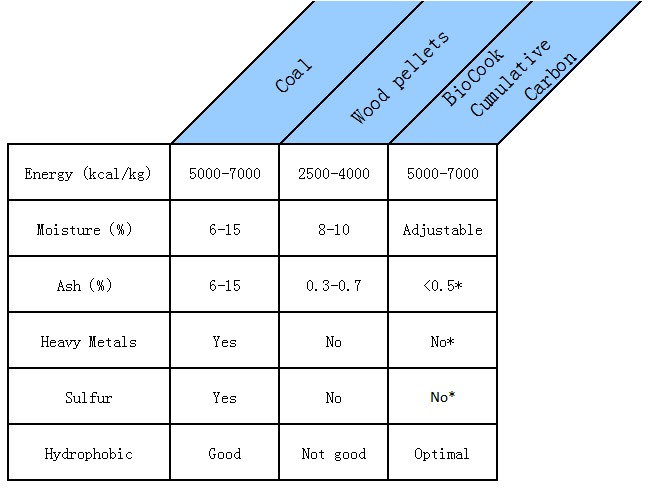 Coal
Wood pellets
BioCook
Cumulative
Carbon
Energy (kcal/kg) 5000-7000 2500-4000 5000-7000
Moisture (%) 6-15 8-10 Adjustable
Ash (%) 6-15 0.3-0.7 <0.5*
Heavy Metals Yes No No*
Sulfur Yes No No*
Hydrophobic Good Not good Optimal